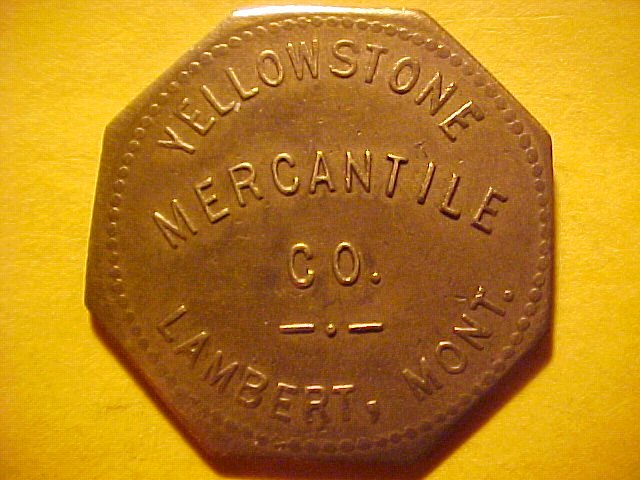 YELLOWSTONE
MERCANTILE
CO.
LAMBERT, MONT.